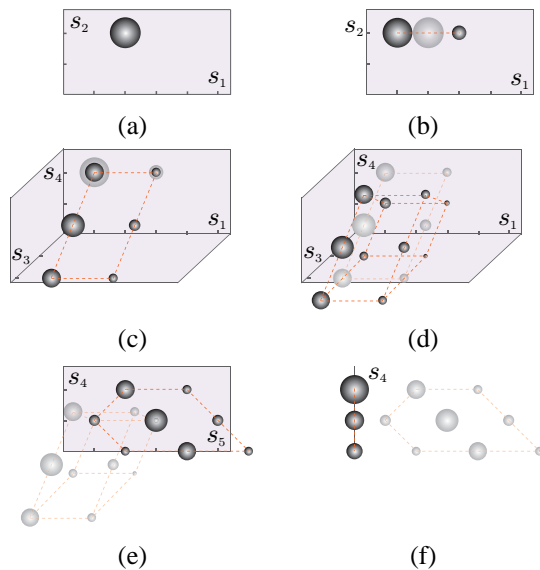 s₂
s₁
s₂
s₁
(a)
(b)
s₄
s₁
s₃
s₄
s₁
s₃
(c)
(d)
s₄
s₅
s₄
(e)
(f)